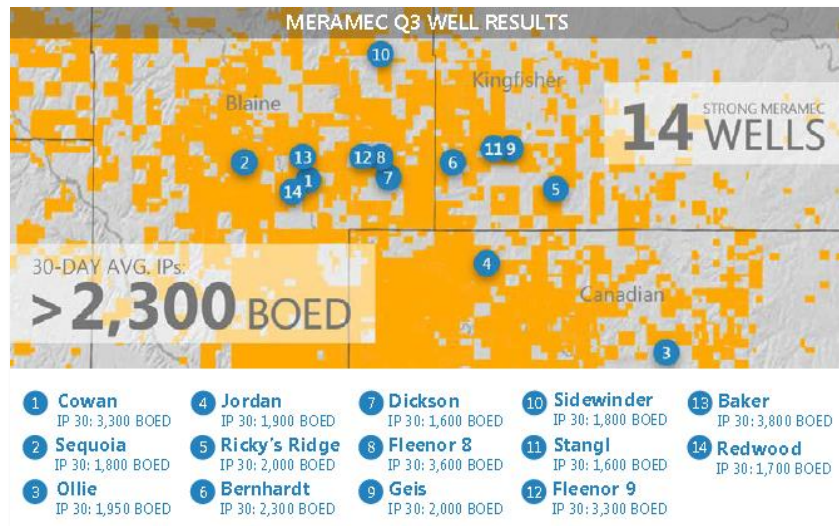 MERAMEC Q3 WELL RESULTS
10
Kingfisher
Blaine
14 STRONG MERAMEC WELLS
2
13
12
8
6
11
9
1
14
7
5
30-DAY AVG. IPs:
>2,300 BOED
4
Canadian
3
1 Cowan
IP 30: 3,300 BOED
2 Sequoia
IP 30: 1,800 BOED
3 Ollie
IP 30: 1,950 BOED
4 Jordan
IP 30: 1,900 BOED
5 Ricky's Ridge
IP 30: 2,000 BOED
6 Bernhardt
IP 30: 2,300 BOED
7 Dickson
IP 30: 1,600 BOED
8 Fleenor 8
IP 30: 3,600 BOED
9 Geis
IP 30: 2,000 BOED
10 Sidewinder
IP 30: 1,800 BOED
11 Stangl
IP 30: 1,600 BOED
12 Fleenor 9
IP 30: 3,300 BOED
13 Baker
IP 30: 3,800 BOED
14 Redwood
IP 30: 1,700 BOED